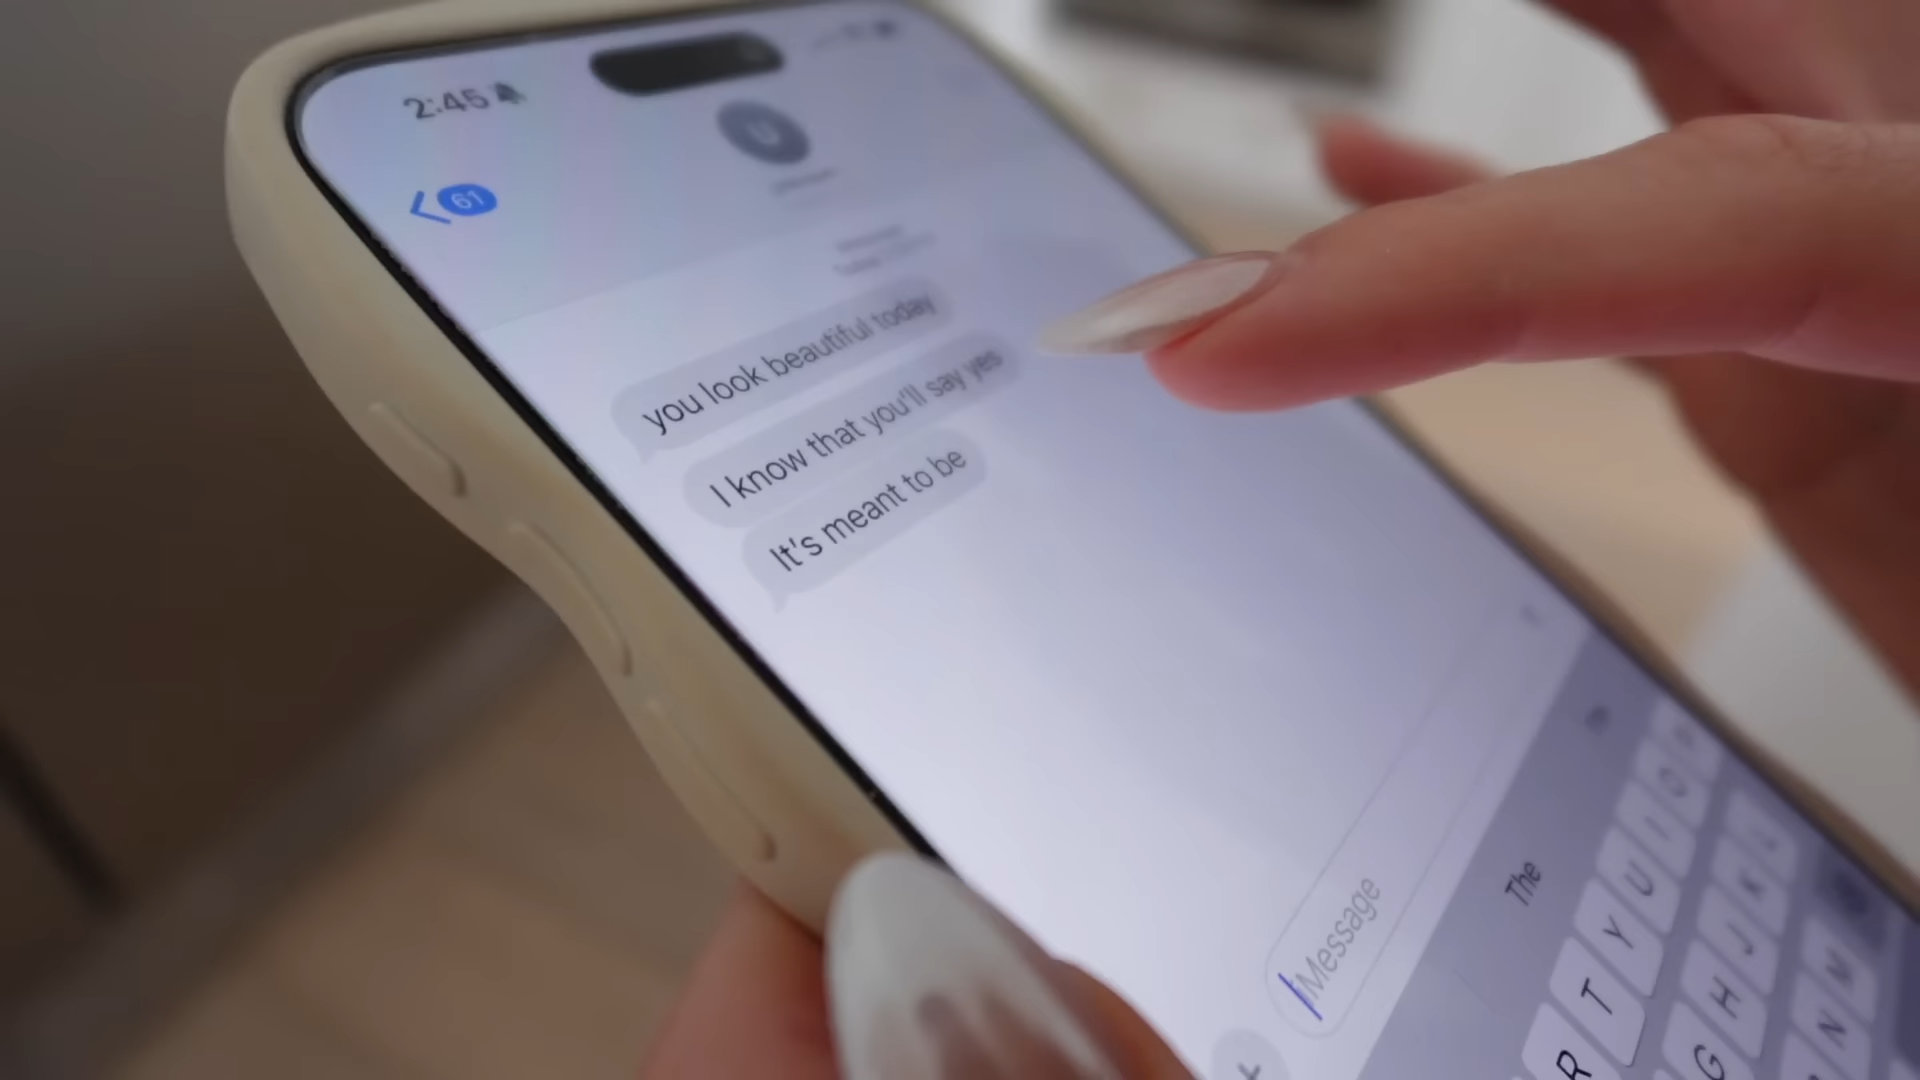 2:45
61
you look beautiful today
I know that you'll say yes
It's meant to be
Message
The
R T Y U I O P
G H J K L
N M